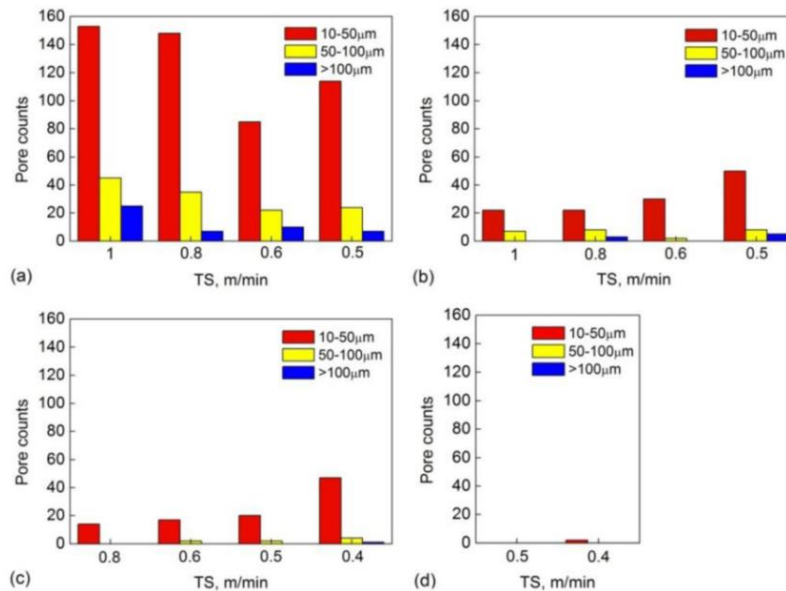 160
140
120
100
80
60
40
20
0
Pore counts
10-50μm
50-100μm
>100μm
1 0.8 0.6 0.5
(a)
TS, m/min
160
140
120
100
80
60
40
20
0
Pore counts
10-50μm
50-100μm
>100μm
1 0.8 0.6 0.5
(b)
TS, m/min
160
140
120
100
80
60
40
20
0
Pore counts
10-50μm
50-100μm
>100μm
0.8 0.6 0.5 0.4
(c)
TS, m/min
160
140
120
100
80
60
40
20
0
Pore counts
10-50μm
50-100μm
>100μm
0.5 0.4
(d)
TS, m/min